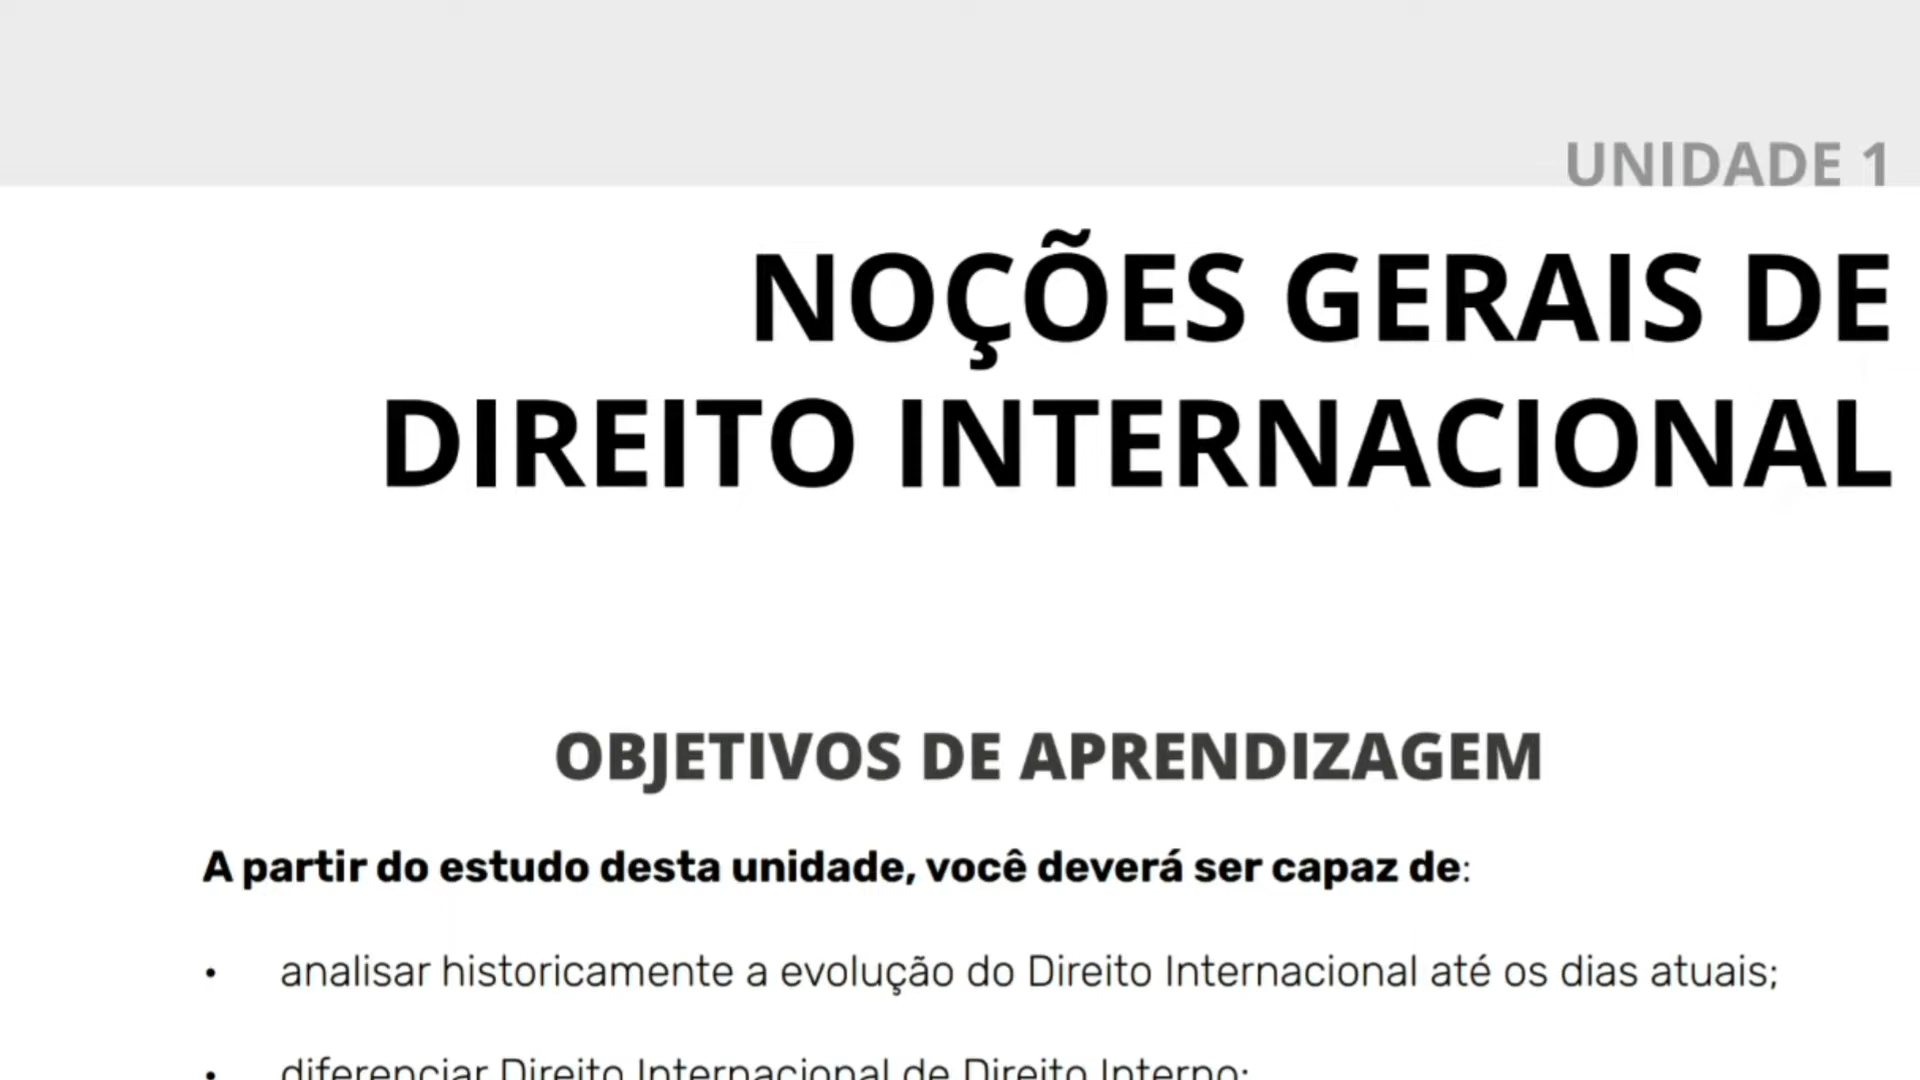 UNIDADE 1
NOÇÕES GERAIS DE
DIREITO INTERNACIONAL
OBJETIVOS DE APRENDIZAGEM
A partir do estudo desta unidade, você deverá ser capaz de:
• analisar historicamente a evolução do Direito Internacional até os dias atuais;
• diferenciar Direito Internacional de Direito Interno;